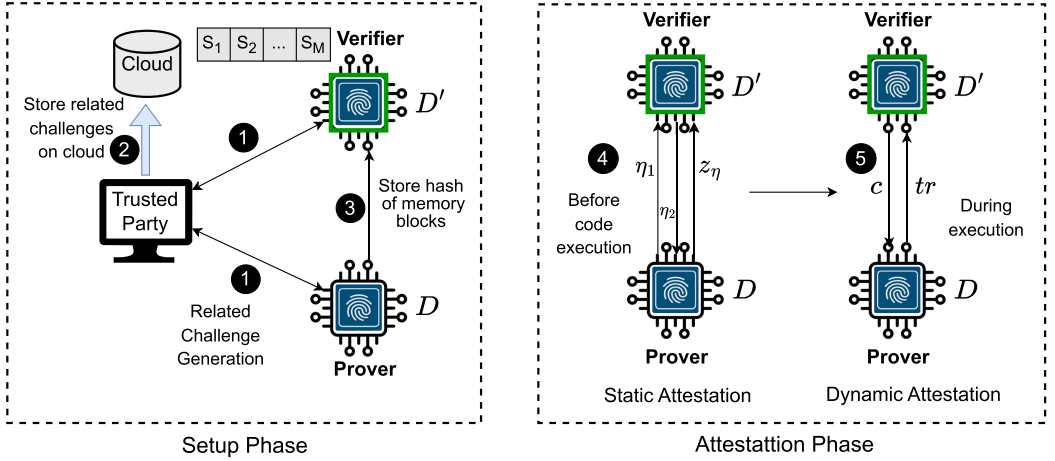 Cloud
S1 S2 ... SM
Verifier
D′
Store related
challenges
on cloud
2
1
Trusted
Party
3
Store hash
of memory
blocks
1
Related
Challenge
Generation
D
Prover
Setup Phase
Verifier
D′
4
η1
η2
zη
Before
code
execution
D
Prover
Static Attestation
Verifier
D′
5
c
tr
During
execution
D
Prover
Dynamic Attestation
Attestattion Phase